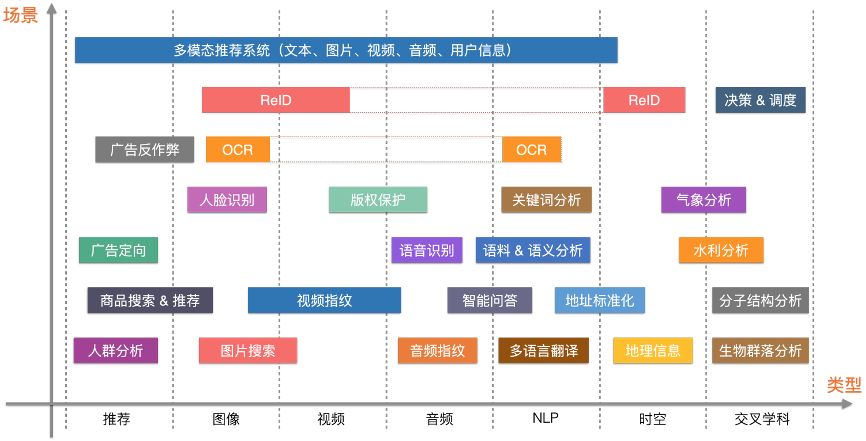 场景
多模态推荐系统（文本、图片、视频、音频、用户信息）
ReID
ReID
决策 & 调度
广告反作弊
OCR
OCR
人脸识别
版权保护
关键词分析
气象分析
广告定向
语音识别
语料 & 语义分析
水利分析
商品搜索 & 推荐
视频指纹
智能问答
地址标准化
分子结构分析
人群分析
图片搜索
音频指纹
多语言翻译
地理信息
生物群落分析
类型
推荐
图像
视频
音频
NLP
时空
交叉学科